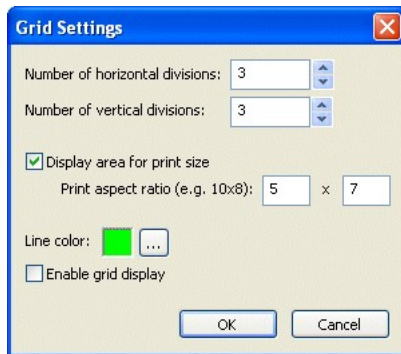 Grid Settings
Number of horizontal divisions: 3
Number of vertical divisions: 3
Display area for print size
Print aspect ratio (e.g. 10x8): 5 x 7
Line color: ...
Enable grid display
OK Cancel